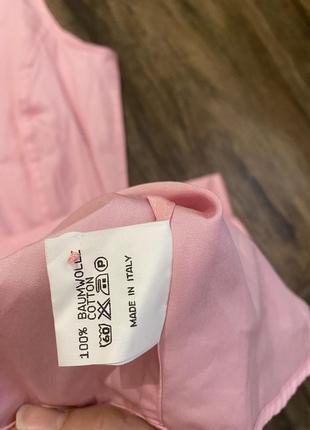 100% BAUMWOLLE
COTTON
60 P
MADE IN ITALY